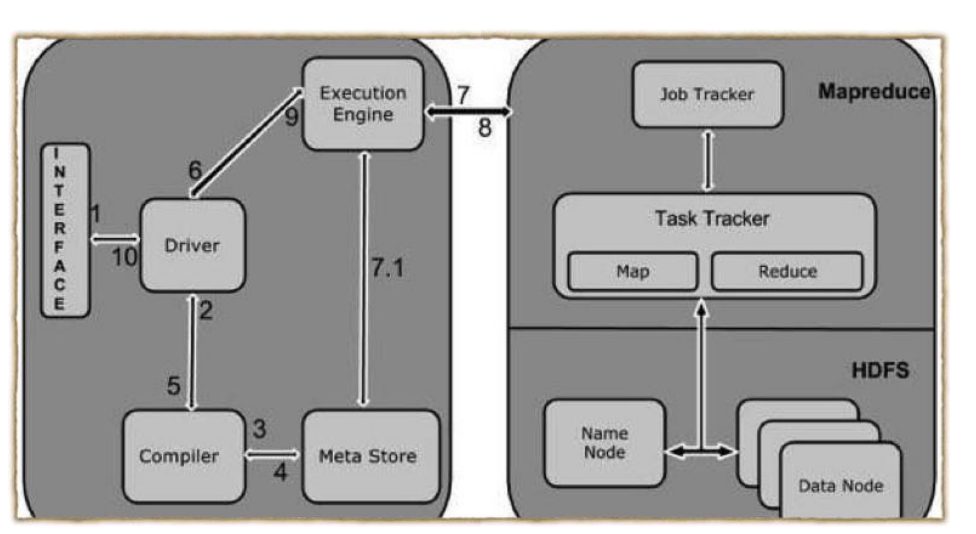 Execution
Engine
7
8
9
6
INTERFACE
1
10
Driver
2
7.1
5
Compiler
3
4
Meta Store
Job Tracker
Mapreduce
Task Tracker
Map
Reduce
HDFS
Name
Node
Data Node